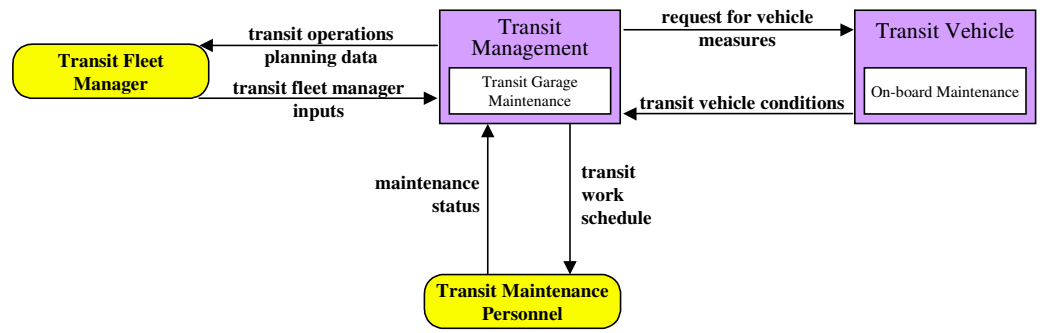 transit operations
planning data
Transit Fleet
Manager
transit fleet manager
inputs
Transit
Management
Transit Garage
Maintenance
request for vehicle
measures
transit vehicle conditions
Transit Vehicle
On-board Maintenance
maintenance
status
transit
work
schedule
Transit Maintenance
Personnel